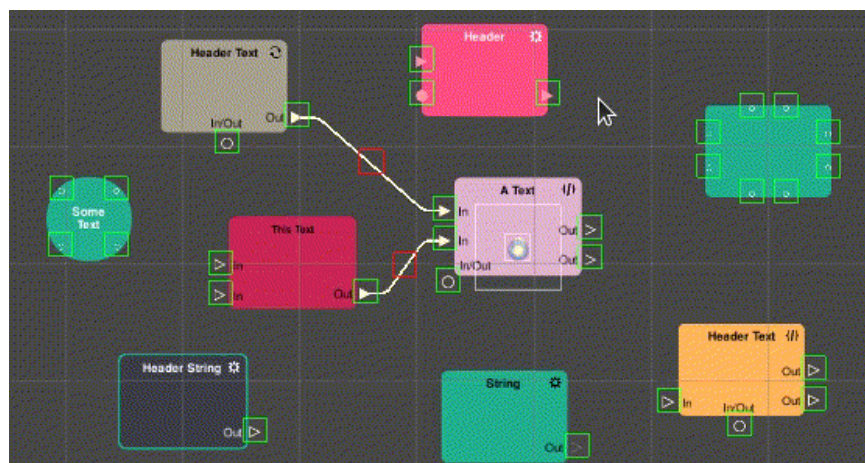 Header
Header Text
Out
In/Out
A Text
In
In
In/Out
Out
Out
Some
Text
This Text
In
In
Out
Header String
Out
String
Out
Header Text
Out
In
Out
In/Out